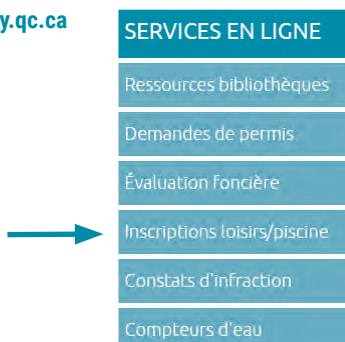 y.qc.ca
SERVICES EN LIGNE
Ressources bibliothèques
Demandes de permis
Évaluation foncière
Inscriptions loisirs/piscine
Constats d'infraction
Compteurs d'eau